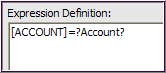 Expression Definition:
[ACCOUNT]=?Account?